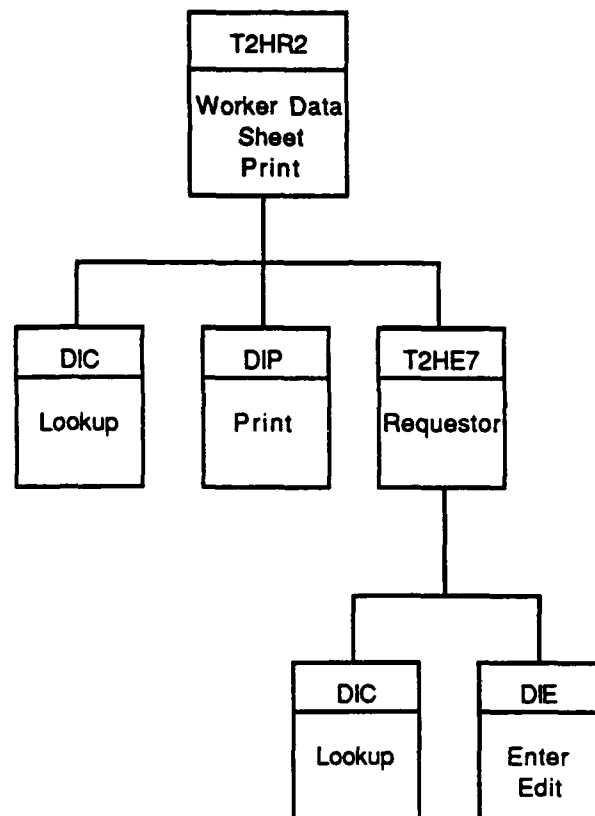 T2HR2
Worker Data
Sheet
Print
DIC
Lookup
DIP
Print
T2HE7
Requestor
DIC
Lookup
DIE
Enter
Edit